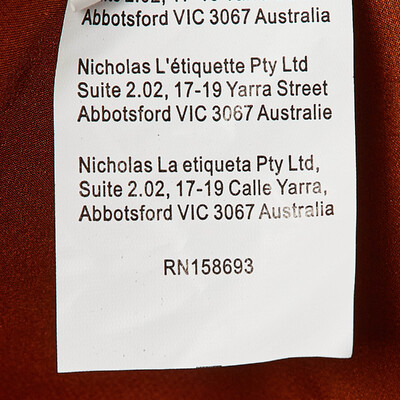 Abbotsford VIC 3067 Australia
Nicholas L'étiquette Pty Ltd
Suite 2.02, 17-19 Yarra Street
Abbotsford VIC 3067 Australie
Nicholas La etiqueta Pty Ltd,
Suite 2.02, 17-19 Calle Yarra,
Abbotsford VIC 3067 Australia
RN158693